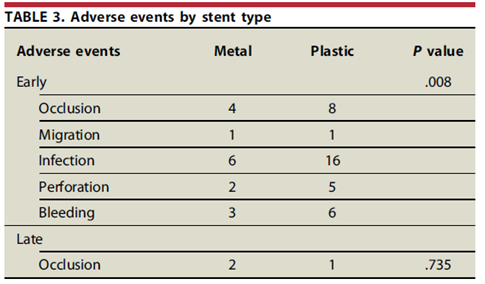 TABLE 3. Adverse events by stent type
Adverse events Metal Plastic P value
Early .008
Occlusion 4 8
Migration 1 1
Infection 6 16
Perforation 2 5
Bleeding 3 6
Late
Occlusion 2 1 .735